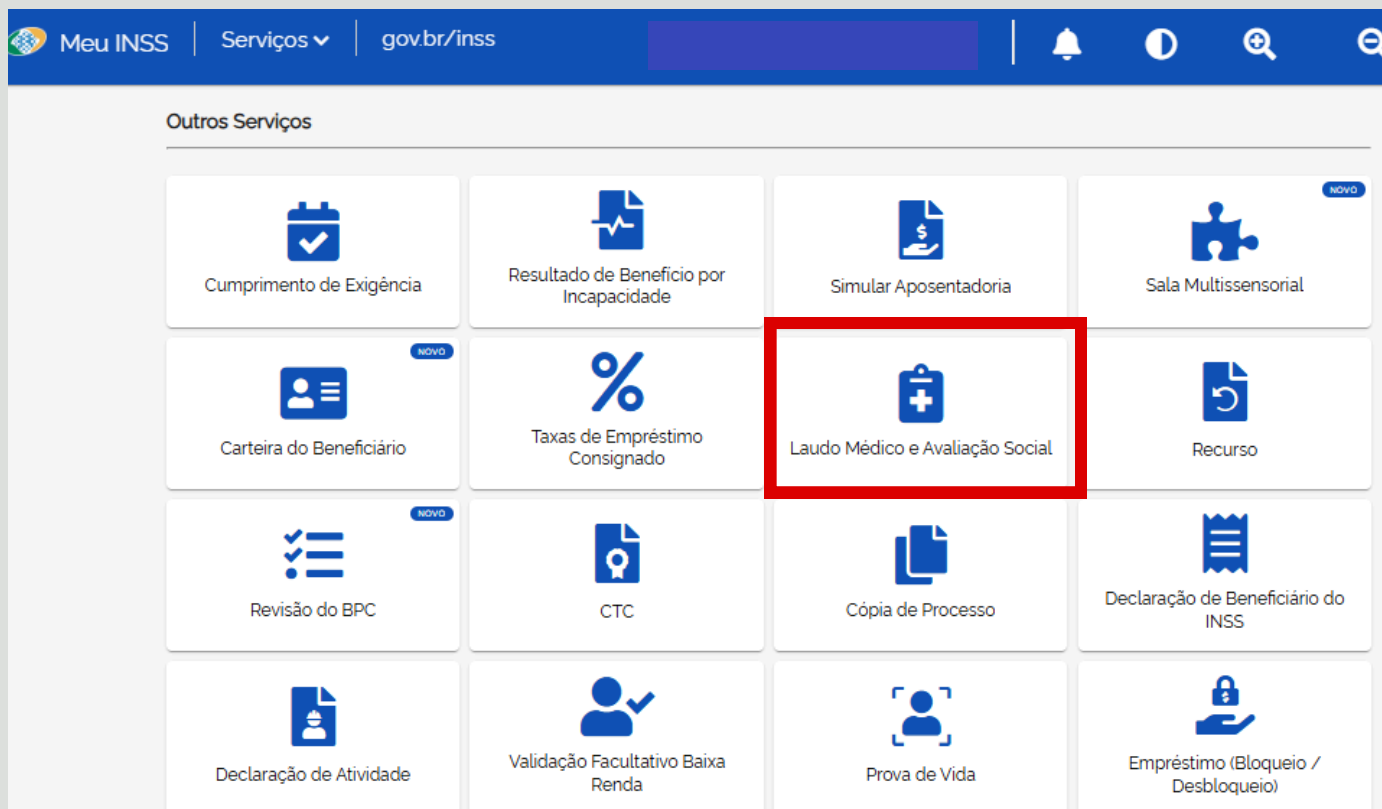 Meu INSS
Serviços
gov.br/inss
Outros Serviços
Cumprimento de Exigência
Resultado de Benefício por
Incapacidade
$
Simular Aposentadoria
NOVO
Sala Multissensorial
NOVO
Carteira do Beneficiário
%
Taxas de Empréstimo
Consignado
Laudo Médico e Avaliação Social
Recurso
NOVO
Revisão do BPC
CTC
Cópia de Processo
Declaração de Beneficiário do
INSS
Declaração de Atividade
Validação Facultativo Baixa
Renda
Prova de Vida
$
Empréstimo (Bloqueio /
Desbloqueio)